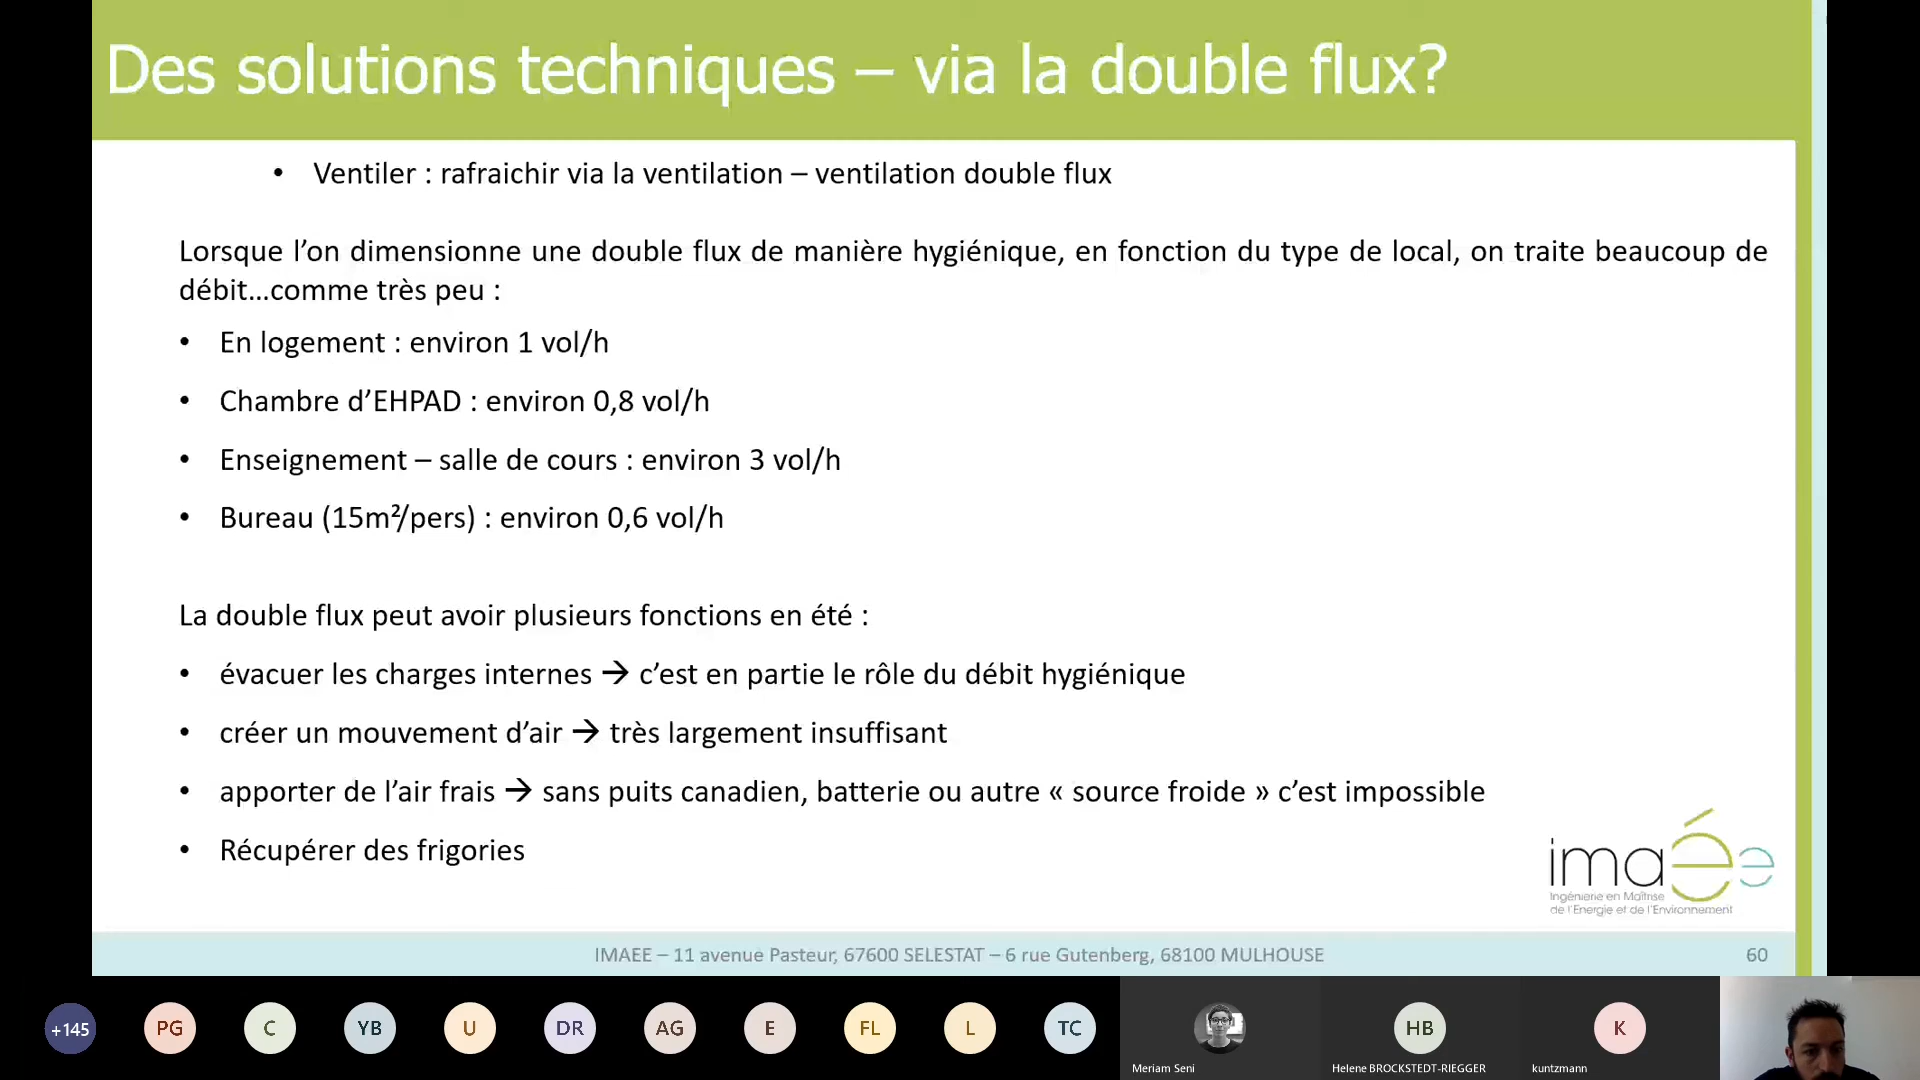 Des solutions techniques – via la double flux?
• Ventiler : rafraichir via la ventilation – ventilation double flux
Lorsque l’on dimensionne une double flux de manière hygiénique, en fonction du type de local, on traite beaucoup de
débit...comme très peu :
• En logement : environ 1 vol/h
• Chambre d’EHPAD : environ 0,8 vol/h
• Enseignement – salle de cours : environ 3 vol/h
• Bureau (15m²/pers) : environ 0,6 vol/h
La double flux peut avoir plusieurs fonctions en été :
• évacuer les charges internes → c’est en partie le rôle du débit hygiénique
• créer un mouvement d’air → très largement insuffisant
• apporter de l’air frais → sans puits canadien, batterie ou autre « source froide » c’est impossible
• Récupérer des frigories
imaée
Ingénierie en Maîtrise
de l’Energie et de l’Environnement
IMAEE – 11 avenue Pasteur, 67600 SELESTAT – 6 rue Gutenberg, 68100 MULHOUSE
60
+145 PG C YB U DR AG E FL L TC HB K
Meriam Seni Helene BROCKSTEDT-RIEGGER kuntzmann